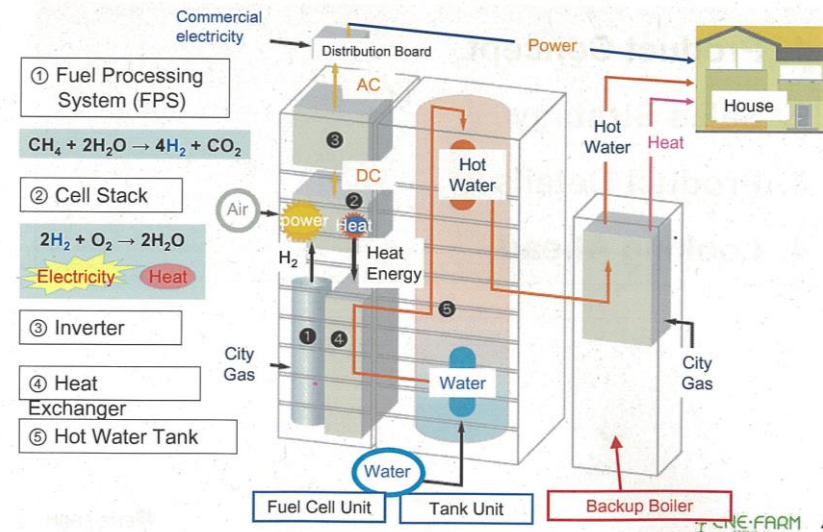 ① Fuel Processing
System (FPS)
CH₄ + 2H₂O → 4H₂ + CO₂
② Cell Stack
2H₂ + O₂ → 2H₂O
Electricity
Heat
③ Inverter
④ Heat
Exchanger
⑤ Hot Water Tank
Commercial
electricity
Distribution Board
Power
AC
❸
DC
❷
Air
power
Heat
H₂
Heat
Energy
❶
❹
City
Gas
Hot
Water
❺
Water
Water
Fuel Cell Unit
Tank Unit
House
Hot
Water
Heat
City
Gas
Backup Boiler
ENE·FARM